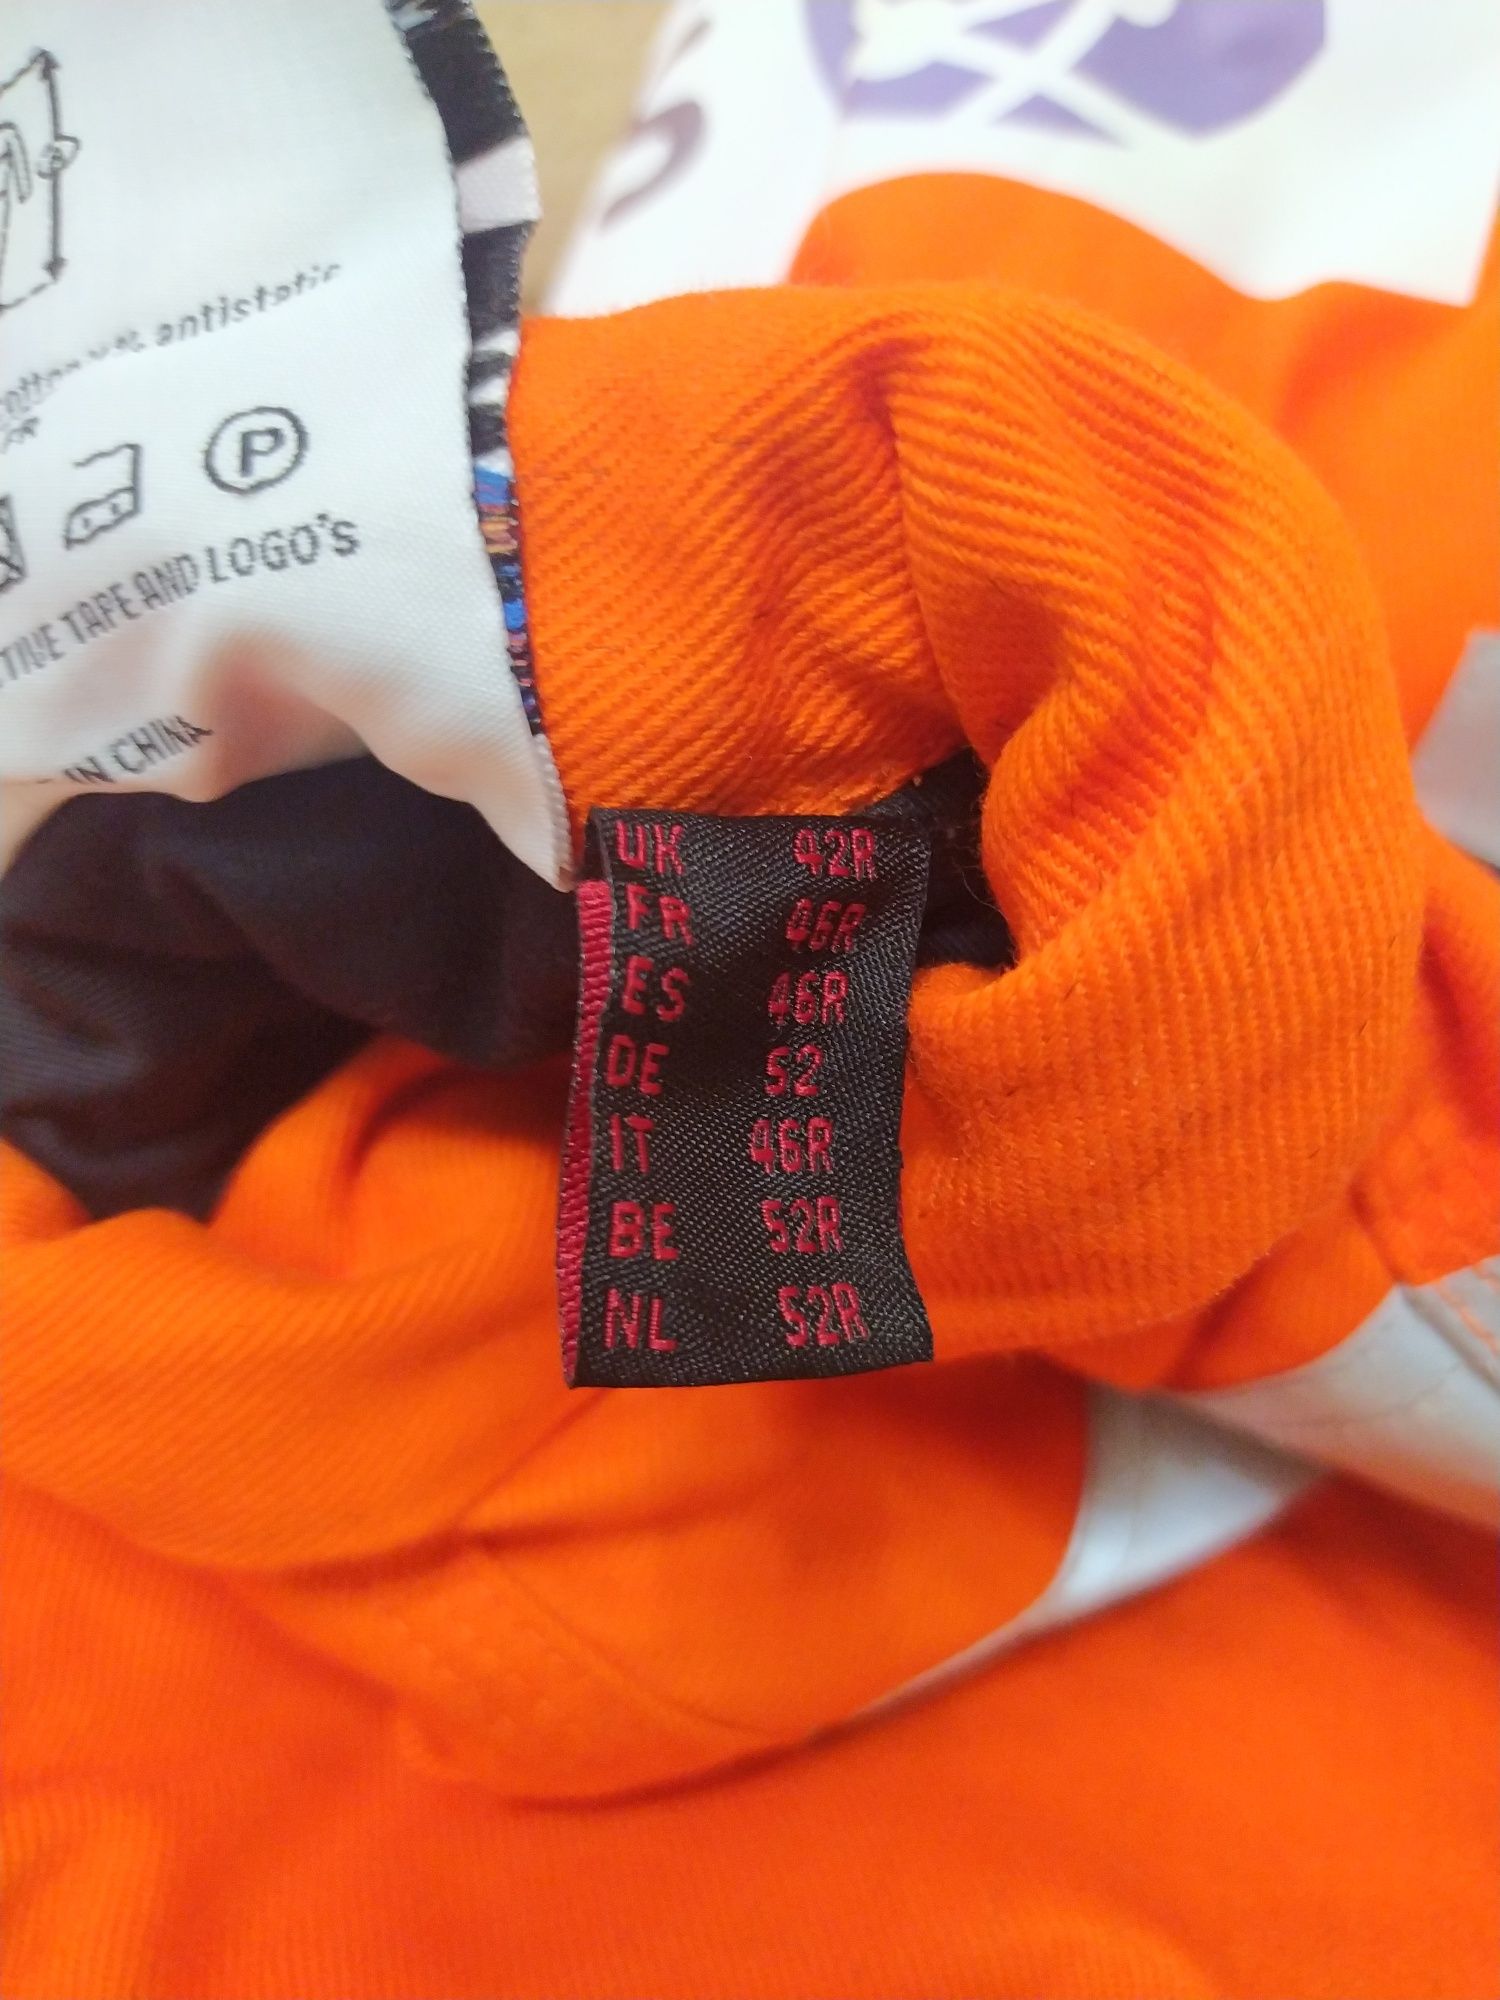 antistatic
P
TAPE AND LOGO'S
IN CHINA
UK 42R
FR 46R
ES 46R
DE 52
IT 46R
BE 52R
NL 52R